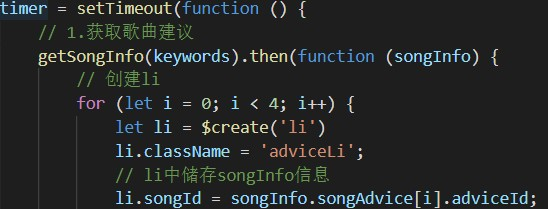 timer = setTimeout(function () {
// 1.获取歌曲建议
getSongInfo(keywords).then(function (songInfo) {
// 创建li
for (let i = 0; i < 4; i++) {
let li = $create('li')
li.className = 'adviceLi';
// li中储存songInfo信息
li.songId = songInfo.songAdvice[i].adviceId;